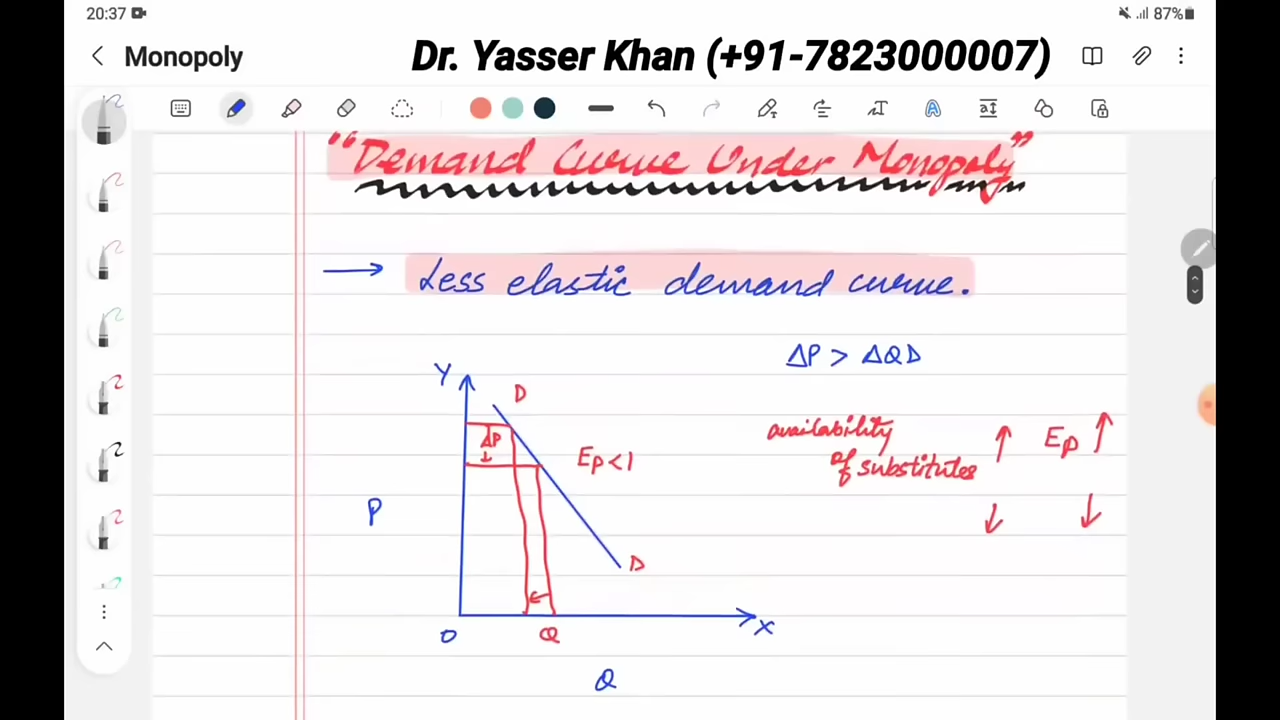 20:37
87%
Monopoly
Dr. Yasser Khan (+91-7823000007)
"Demand Curve Under Monopoly"
→ Less elastic demand curve.
ΔP > ΔQD
Y
D
availability
of substitutes ↑ Ep ↑
↓ ↓
ΔP
↓
Ep<1
P
D
←
O
Q
X
Q